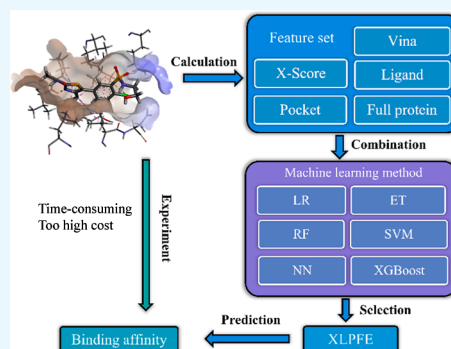 Calculation
Feature set
Vina
X-Score
Ligand
Pocket
Full protein
Combination
Machine learning method
LR
ET
RF
SVM
NN
XGBoost
Time-consuming
Too high cost
Experiment
Selection
Binding affinity
Prediction
XLPFE